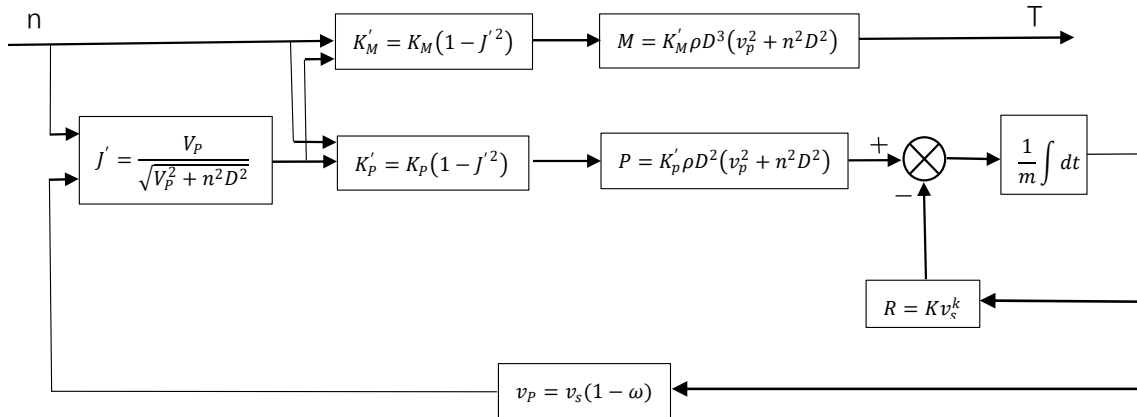 n
T
K'_M = K_M(1 − J'^2)
M = K'_M ρD^3(v_p^2 + n^2D^2)
J' = V_P / √(V_P^2 + n^2D^2)
K'_P = K_P(1 − J'^2)
P = K'_p ρD^2(v_p^2 + n^2D^2)
+
−
1/m ∫ dt
R = Kv_s^k
v_P = v_s(1 − ω)